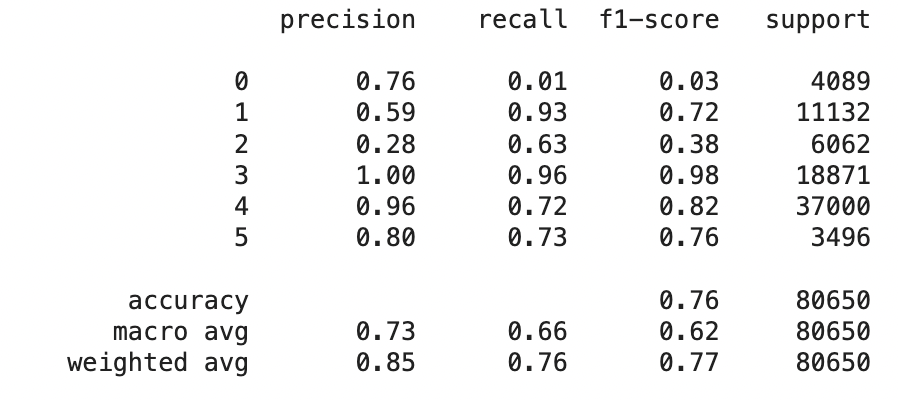 precision recall f1-score support
0 0.76 0.01 0.03 4089
1 0.59 0.93 0.72 11132
2 0.28 0.63 0.38 6062
3 1.00 0.96 0.98 18871
4 0.96 0.72 0.82 37000
5 0.80 0.73 0.76 3496
accuracy 0.76 80650
macro avg 0.73 0.66 0.62 80650
weighted avg 0.85 0.76 0.77 80650